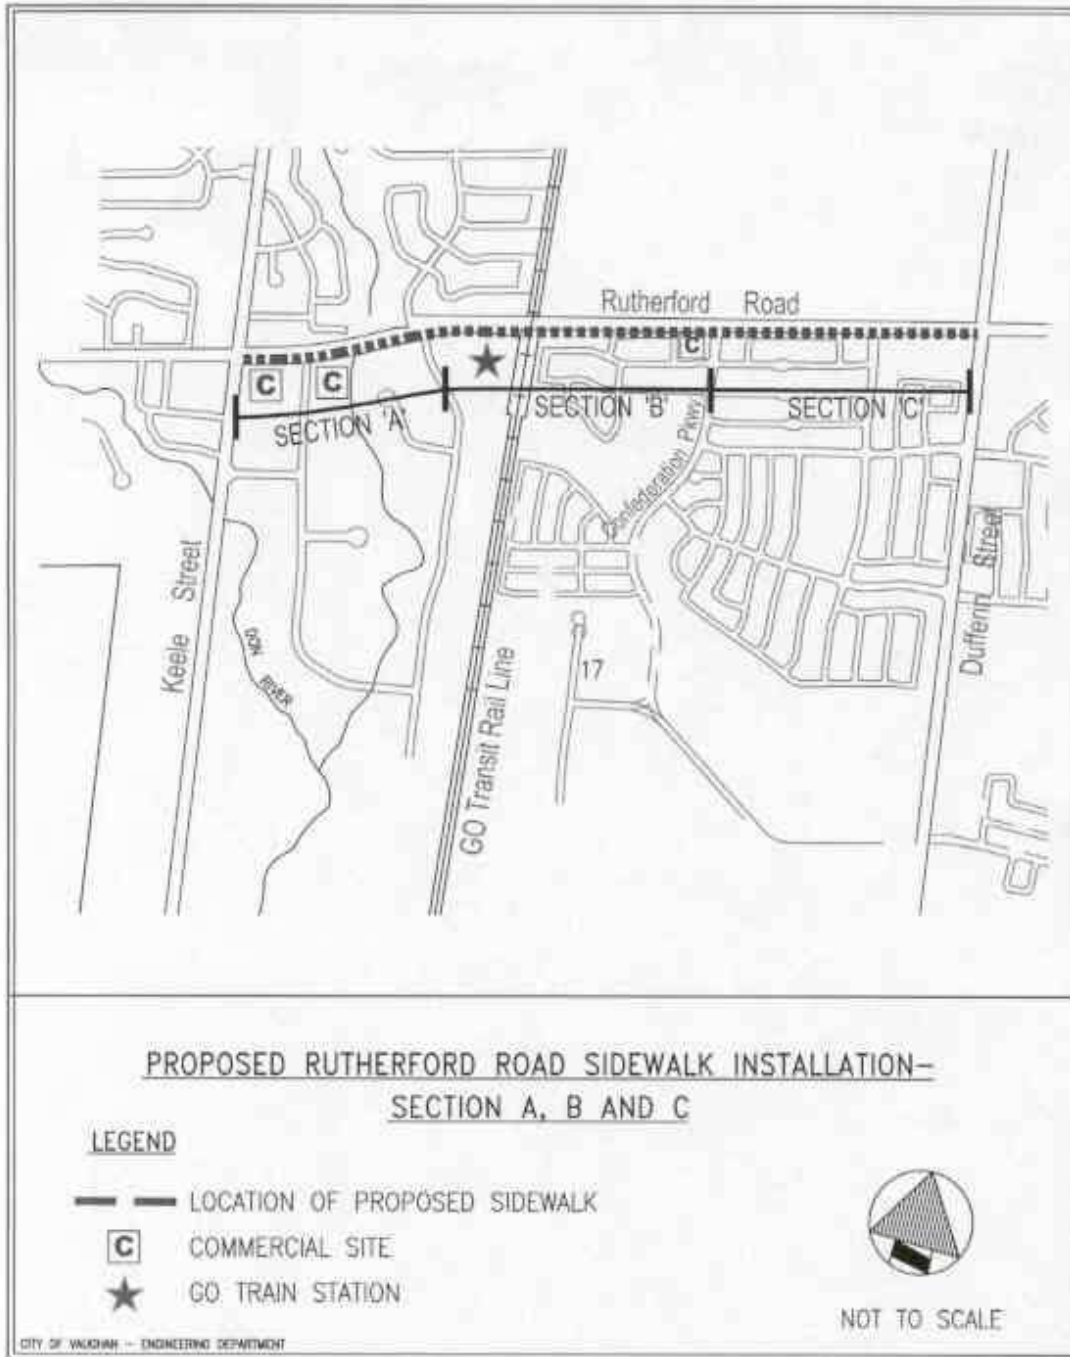 Rutherford Road
C
C
C
SECTION 'A'
SECTION 'B'
SECTION 'C'
Confederation Pkwy
Keele Street
DON RIVER
GO Transit Rail Line
17
Dufferin Street
PROPOSED RUTHERFORD ROAD SIDEWALK INSTALLATION-
SECTION A, B AND C
LEGEND
LOCATION OF PROPOSED SIDEWALK
C COMMERCIAL SITE
GO TRAIN STATION
NOT TO SCALE
CITY OF VAUGHAN - ENGINEERING DEPARTMENT